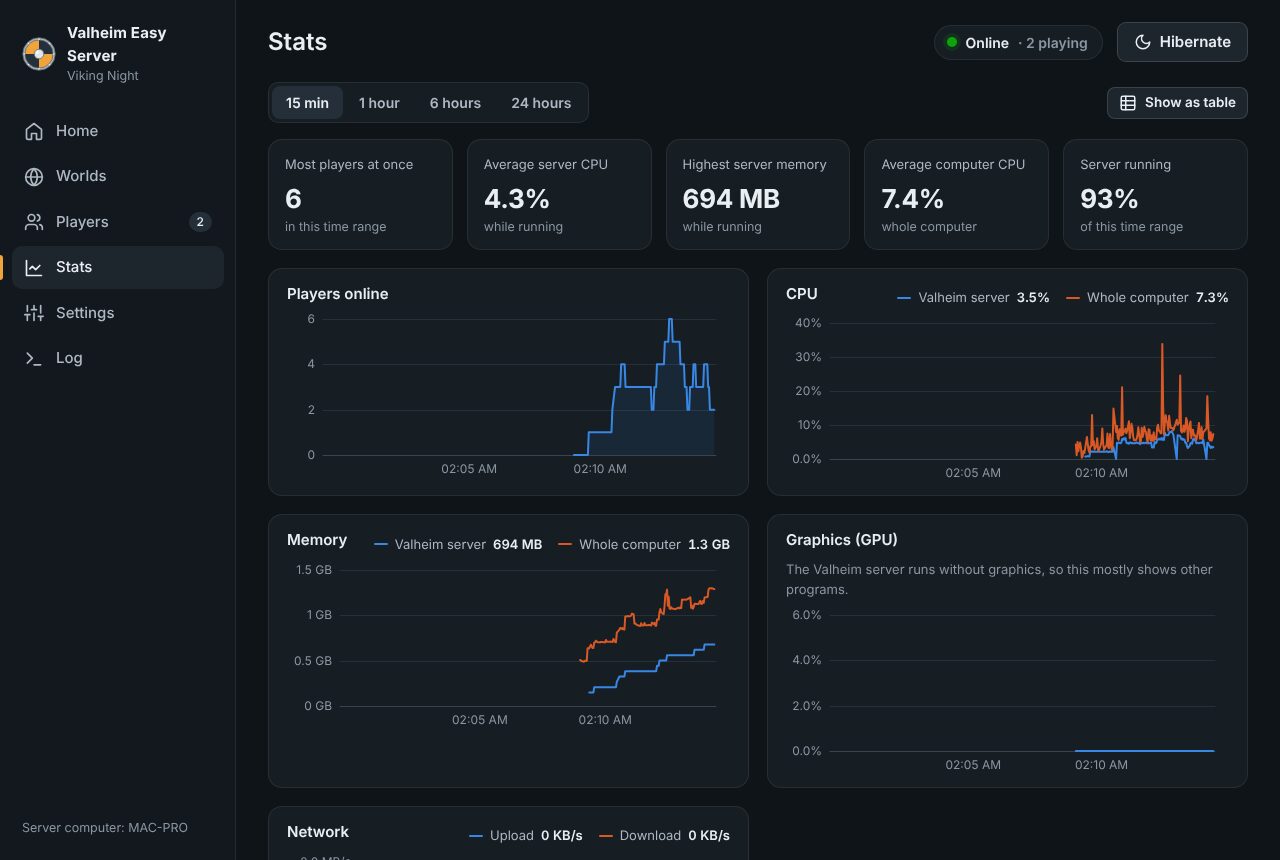 Valheim Easy
Server
Viking Night
Home
Worlds
Players 2
Stats
Settings
Log
Server computer: MAC-PRO
Stats
Online · 2 playing
Hibernate
15 min 1 hour 6 hours 24 hours
Show as table
Most players at once
6
in this time range
Average server CPU
4.3%
while running
Highest server memory
694 MB
while running
Average computer CPU
7.4%
whole computer
Server running
93%
of this time range
Players online
6
4
2
0
02:05 AM 02:10 AM
CPU
Valheim server 3.5% Whole computer 7.3%
40%
30%
20%
10%
0.0%
02:05 AM 02:10 AM
Memory
Valheim server 694 MB Whole computer 1.3 GB
1.5 GB
1 GB
0.5 GB
0 GB
02:05 AM 02:10 AM
Graphics (GPU)
The Valheim server runs without graphics, so this mostly shows other
programs.
6.0%
4.0%
2.0%
0.0%
02:05 AM 02:10 AM
Network
Upload 0 KB/s Download 0 KB/s